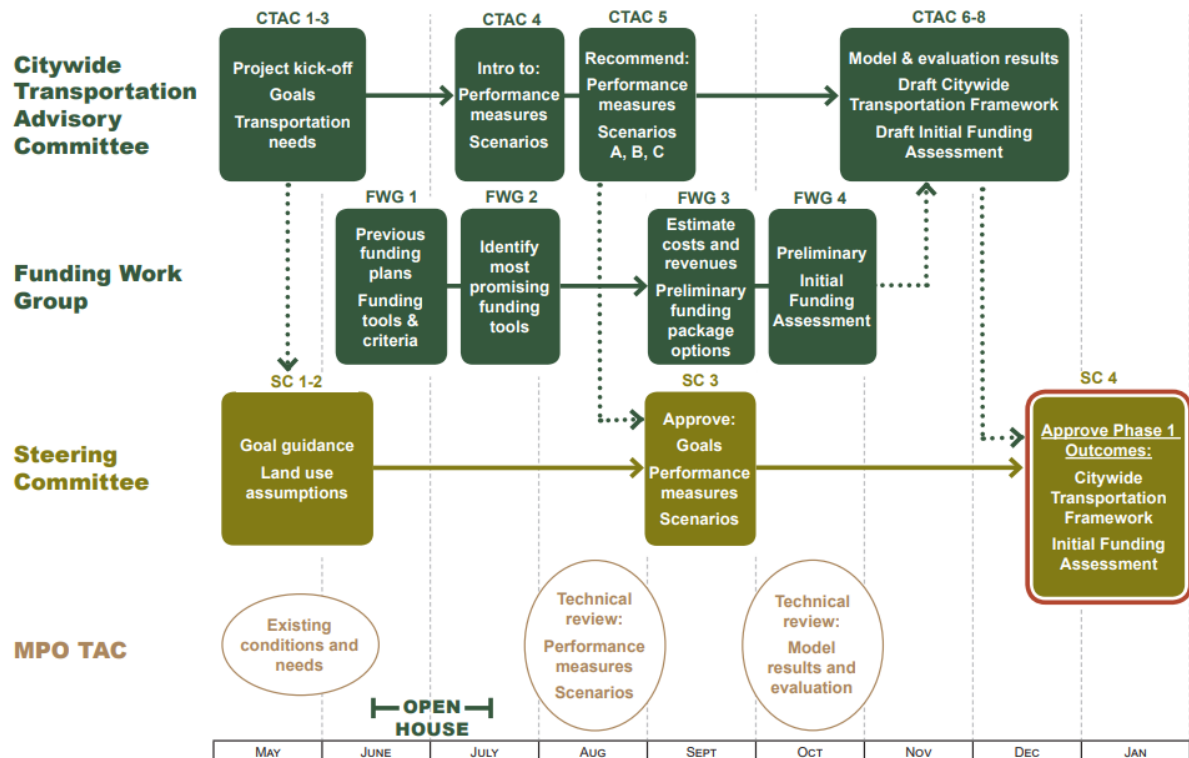 CTAC 1-3
CTAC 4
CTAC 5
CTAC 6-8
Citywide
Transportation
Advisory
Committee
Project kick-off
Goals
Transportation
needs
Intro to:
Performance
measures
Scenarios
Recommend:
Performance
measures
Scenarios
A, B, C
Model & evaluation results
Draft Citywide
Transportation Framework
Draft Initial Funding
Assessment
FWG 1
FWG 2
FWG 3
FWG 4
Funding Work
Group
Previous
funding
plans
Funding
tools &
criteria
Identify
most
promising
funding
tools
Estimate
costs and
revenues
Preliminary
funding
package
options
Preliminary
Initial
Funding
Assessment
SC 1-2
SC 3
SC 4
Steering
Committee
Goal guidance
Land use
assumptions
Approve:
Goals
Performance
measures
Scenarios
Approve Phase 1
Outcomes:
Citywide
Transportation
Framework
Initial Funding
Assessment
MPO TAC
Existing
conditions and
needs
Technical
review:
Performance
measures
Scenarios
Technical
review:
Model
results and
evaluation
OPEN
HOUSE
MAY
JUNE
JULY
AUG
SEPT
OCT
NOV
DEC
JAN